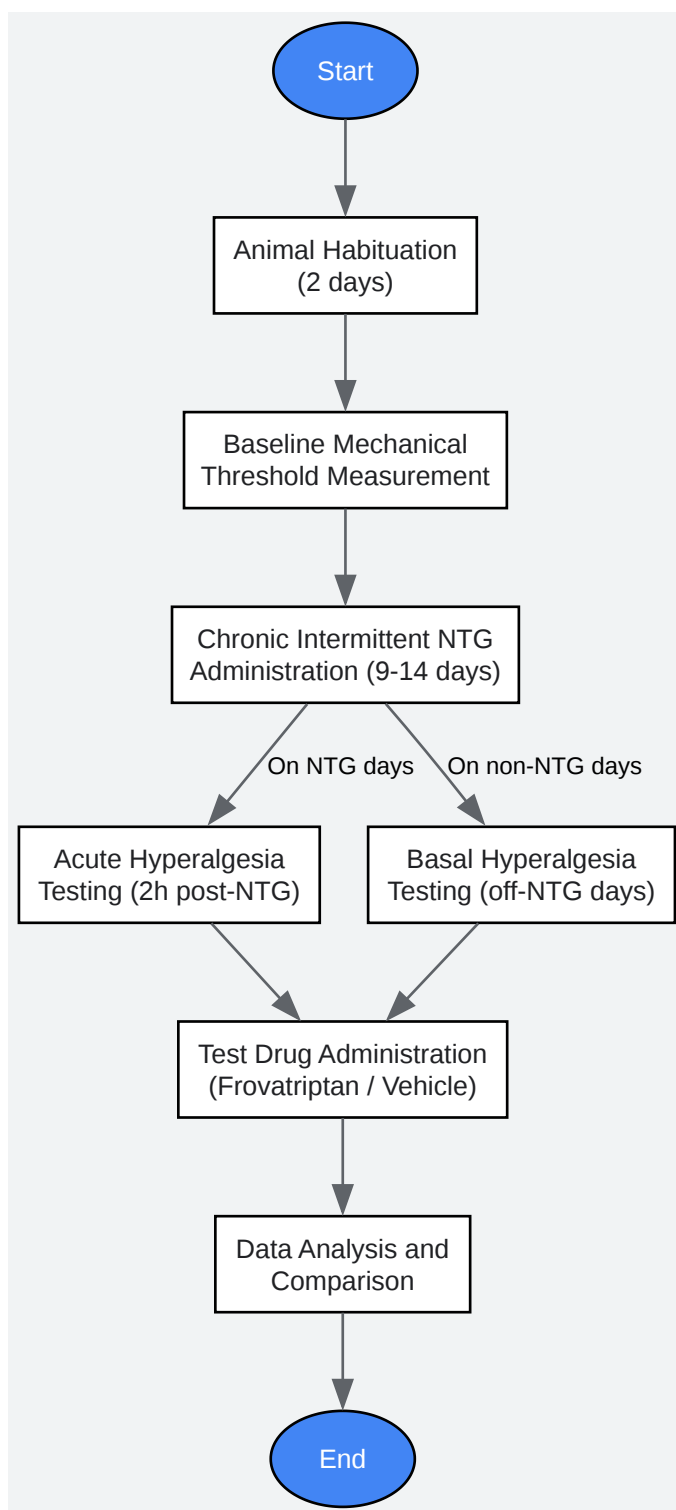 Start
Animal Habituation
(2 days)
Baseline Mechanical
Threshold Measurement
Chronic Intermittent NTG
Administration (9-14 days)
On NTG days
On non-NTG days
Acute Hyperalgesia
Testing (2h post-NTG)
Basal Hyperalgesia
Testing (off-NTG days)
Test Drug Administration
(Frovatriptan / Vehicle)
Data Analysis and
Comparison
End